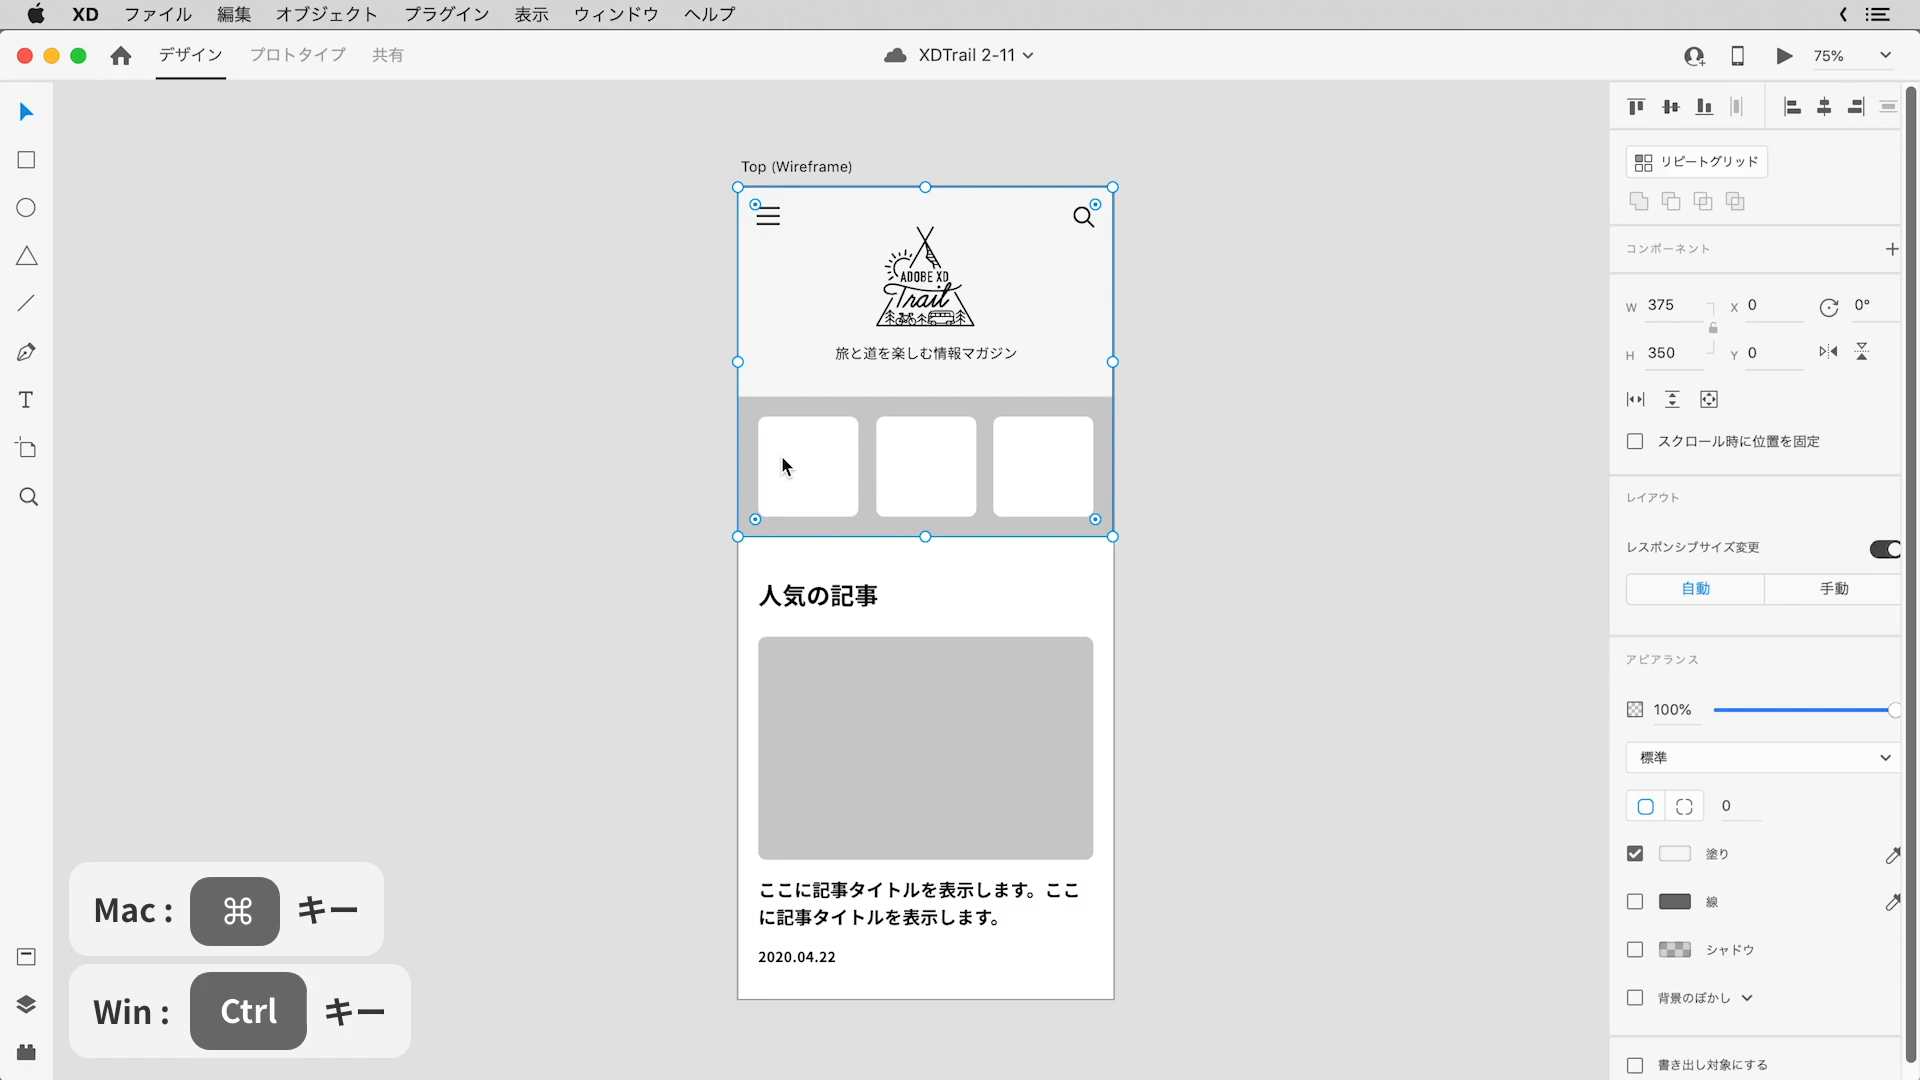 XD ファイル 編集 オブジェクト プラグイン 表示 ウィンドウ ヘルプ
デザイン プロトタイプ 共有
XDTrail 2-11
75%
リピートグリッド
コンポーネント
W 375 X 0 0°
H 350 Y 0
スクロール時に位置を固定
レイアウト
レスポンシブサイズ変更
自動 手動
アピアランス
100%
標準
0
塗り
線
シャドウ
背景のぼかし
書き出し対象にする
Top (Wireframe)
ADOBE XD
Trail
旅と道を楽しむ情報マガジン
人気の記事
ここに記事タイトルを表示します。ここ
に記事タイトルを表示します。
2020.04.22
Mac : ⌘ キー
Win : Ctrl キー